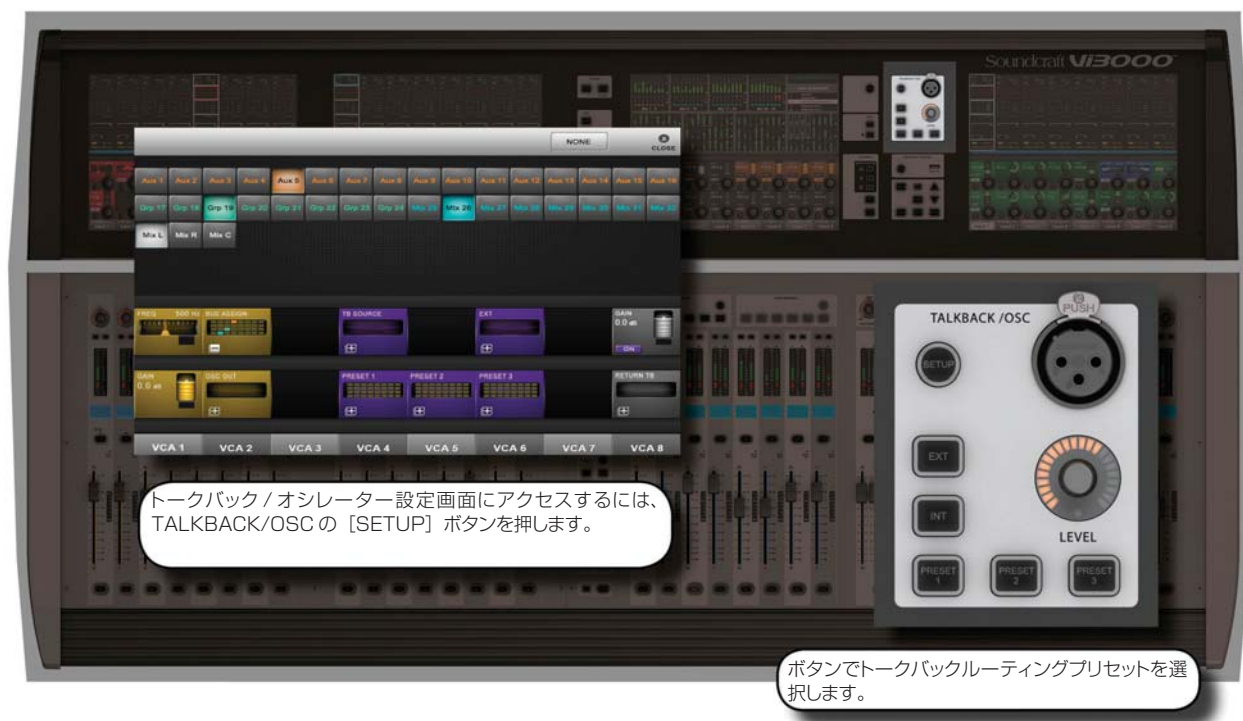 Soundcraft Vi3000
NONE
CLOSE
Aux 1 Aux 2 Aux 3 Aux 4 Aux 5 Aux 6 Aux 7 Aux 8 Aux 9 Aux 10 Aux 11 Aux 12 Aux 13 Aux 14 Aux 15 Aux 16
Grp 17 Grp 18 Grp 19 Grp 20 Grp 21 Grp 22 Grp 23 Grp 24 Mix 25 Mix 26 Mix 27 Mix 28 Mix 29 Mix 30 Mix 31 Mix 32
Mix L Mix R Mix C
FREQ 500 Hz BUS ASSIGN TB SOURCE EXT GAIN
0.0 dB
ON
GAIN OSC OUT PRESET 1 PRESET 2 PRESET 3 RETURN TB
0.0 dB
VCA 1 VCA 2 VCA 3 VCA 4 VCA 5 VCA 6 VCA 7 VCA 8
トークバック / オシレーター設定画面にアクセスするには、
TALKBACK/OSC の [SETUP] ボタンを押します。
TALKBACK /OSC
PUSH
SETUP
EXT
INT
LEVEL
PRESET 1
PRESET 2
PRESET 3
ボタンでトークバックルーティングプリセットを選
択します。